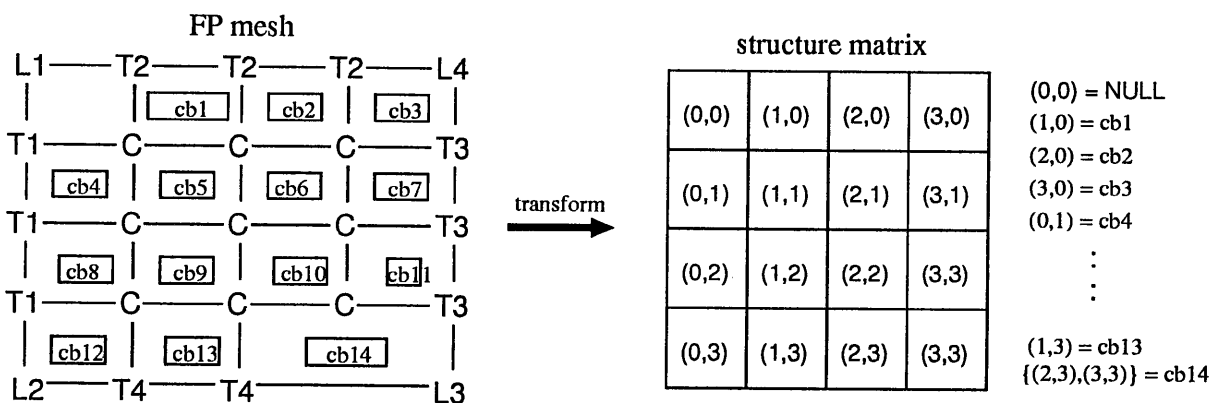 FP mesh
L1 T2 T2 T2 L4
cb1 cb2 cb3
T1 C C C T3
cb4 cb5 cb6 cb7
T1 C C C T3
cb8 cb9 cb10 cb11
T1 C C C T3
cb12 cb13 cb14
L2 T4 T4 L3
transform
structure matrix
(0,0) (1,0) (2,0) (3,0)
(0,1) (1,1) (2,1) (3,1)
(0,2) (1,2) (2,2) (3,3)
(0,3) (1,3) (2,3) (3,3)
(0,0) = NULL
(1,0) = cb1
(2,0) = cb2
(3,0) = cb3
(0,1) = cb4
(1,3) = cb13
{(2,3),(3,3)} = cb14